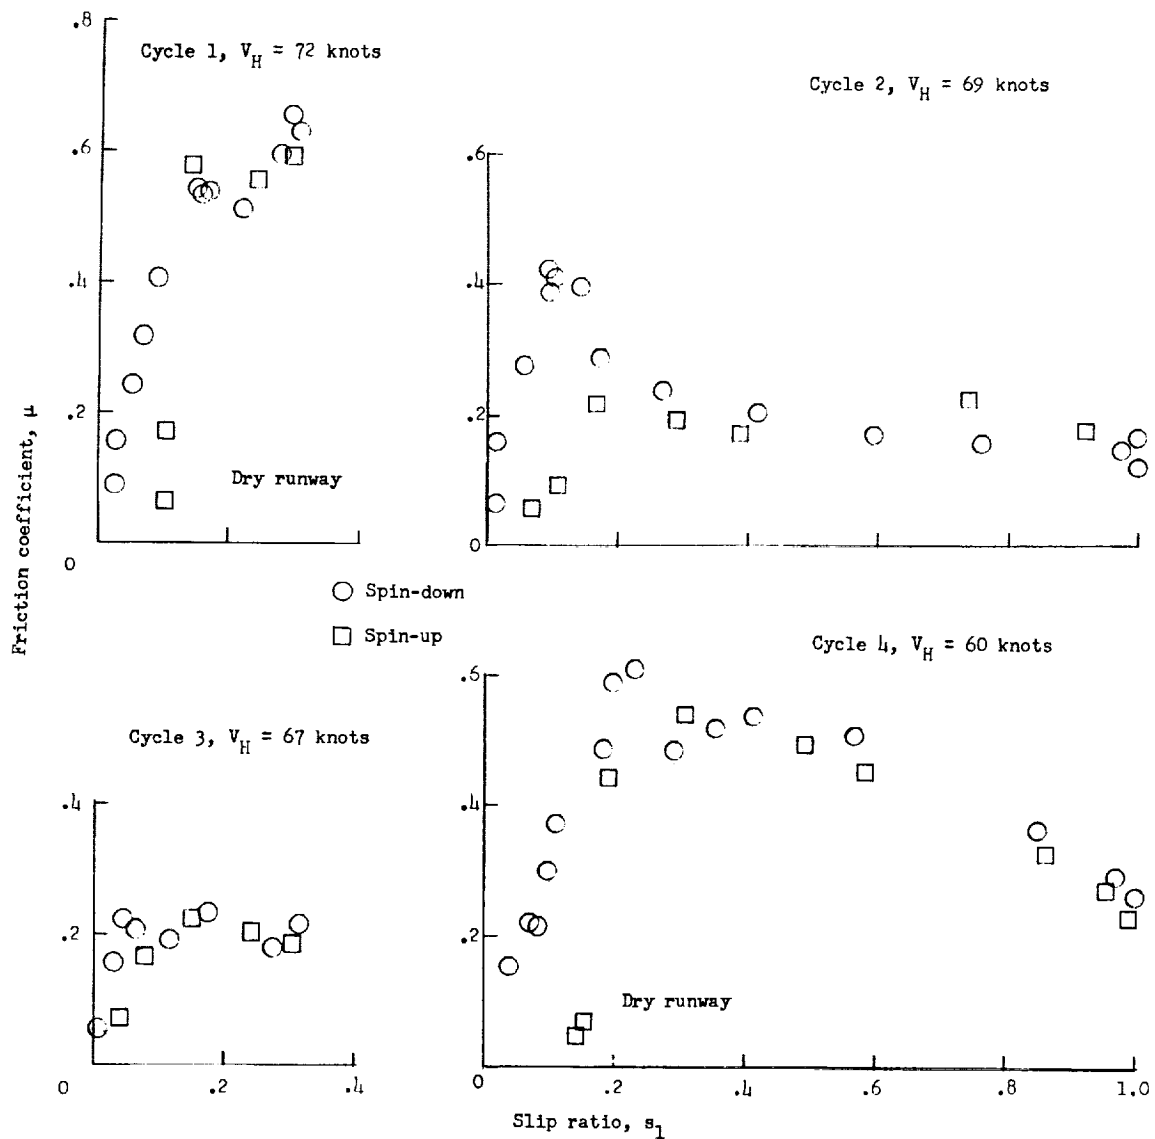 .8
Cycle 1, V_H = 72 knots
.6
.4
.2
0
Dry runway
Cycle 2, V_H = 69 knots
.6
.4
.2
0
Friction coefficient, μ
Spin-down
Spin-up
Cycle 3, V_H = 67 knots
.4
.2
0
.2
.4
Cycle 4, V_H = 60 knots
.6
.4
.2
0
Dry runway
.2
.4
.6
.8
1.0
Slip ratio, s_1